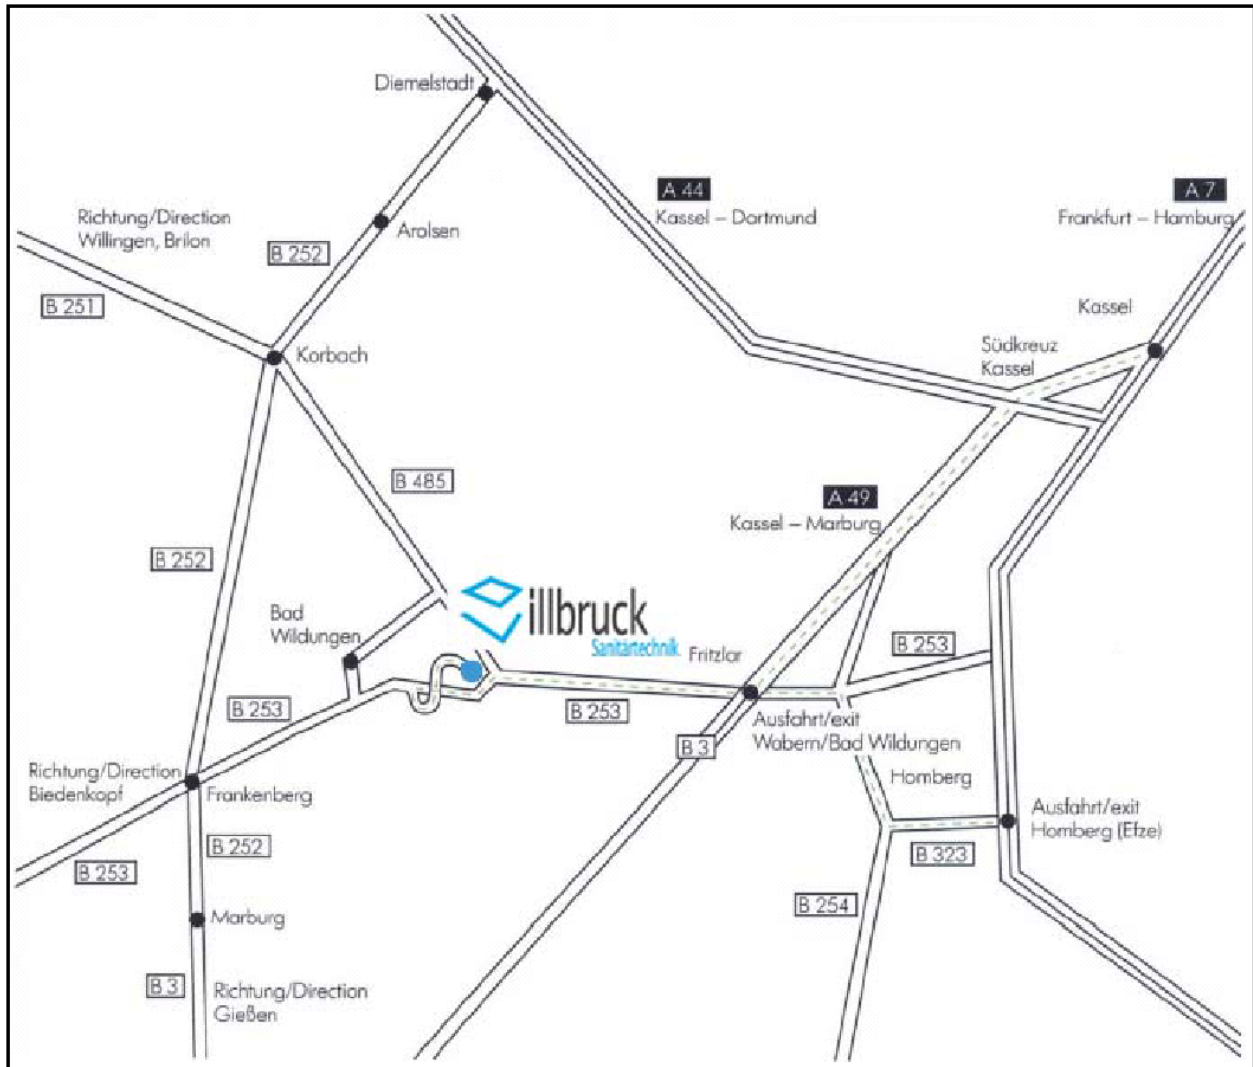 Diemelstadt
A 44
Kassel – Dortmund
A 7
Frankfurt – Hamburg
Richtung/Direction
Willingen, Brilon
Arolsen
B 252
B 251
Kassel
Korbach
Südkreuz
Kassel
B 485
A 49
Kassel – Marburg
B 252
illbruck
Sanitärtechnik
Bad
Wildungen
Fritzlar
B 253
B 253
B 253
Ausfahrt/exit
Wabern/Bad Wildungen
B 3
Richtung/Direction
Biedenkopf
Frankenberg
Homberg
Ausfahrt/exit
Homberg (Efze)
B 252
B 253
B 323
B 254
Marburg
B 3
Richtung/Direction
Gießen